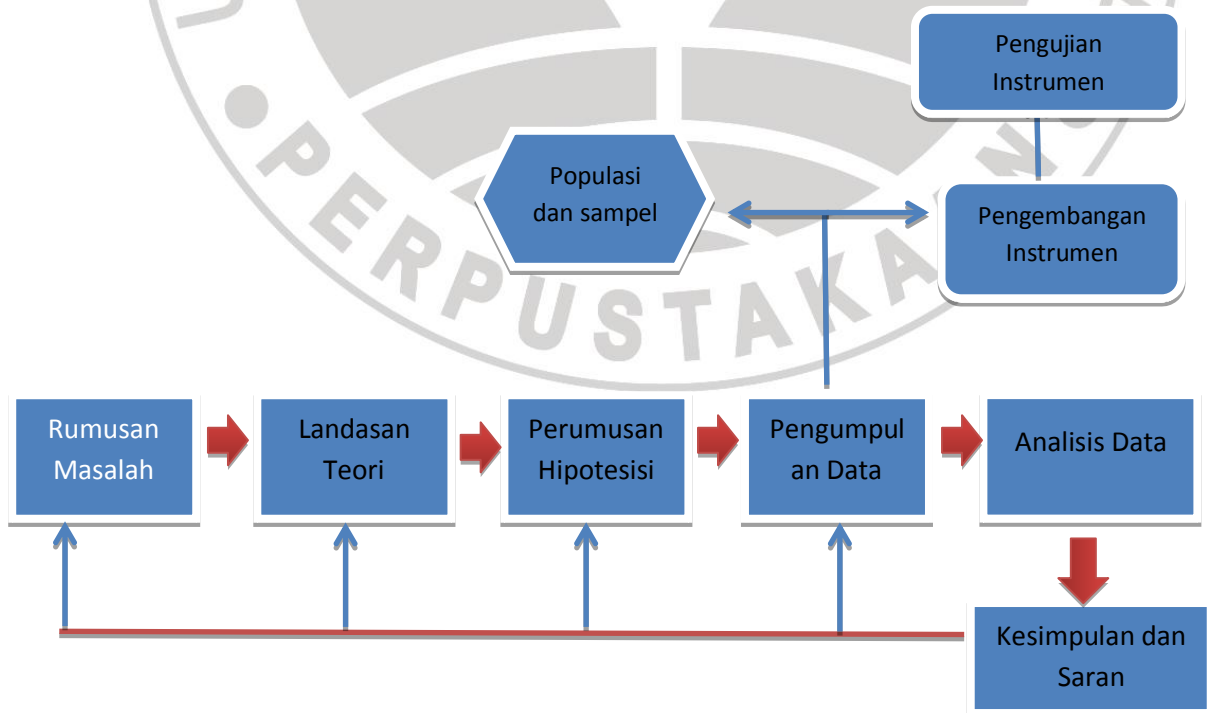 Pengujian
Instrumen
Populasi
dan sampel
Pengembangan
Instrumen
PERPUSTAKAN
Rumusan
Masalah
Landasan
Teori
Perumusan
Hipotesisi
Pengumpul
an Data
Analisis Data
Kesimpulan dan
Saran